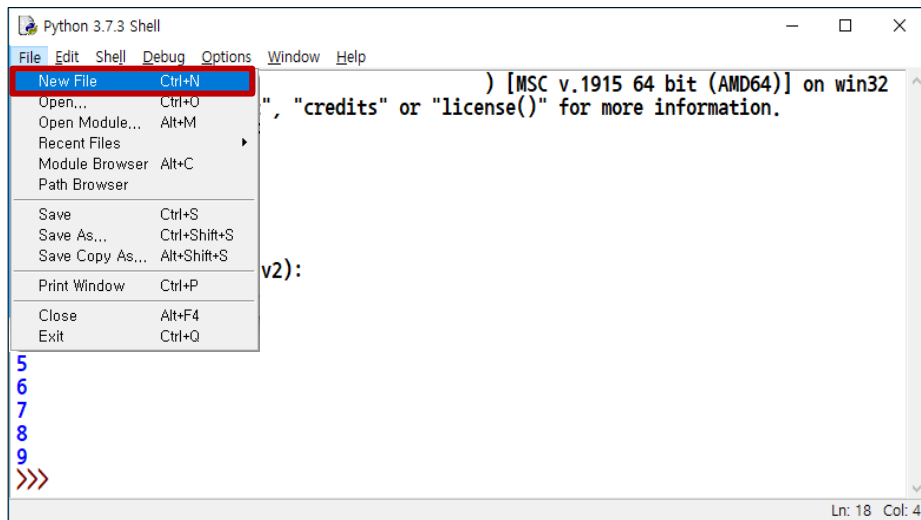 Python 3.7.3 Shell
File Edit Shell Debug Options Window Help
New File Ctrl+N
Open... Ctrl+O
Open Module... Alt+M
Recent Files
Module Browser Alt+C
Path Browser
Save Ctrl+S
Save As... Ctrl+Shift+S
Save Copy As... Alt+Shift+S
Print Window Ctrl+P
Close Alt+F4
Exit Ctrl+Q
) [MSC v.1915 64 bit (AMD64)] on win32
", "credits" or "license()" for more information.
v2):
5
6
7
8
9
>>>
Ln: 18 Col: 4